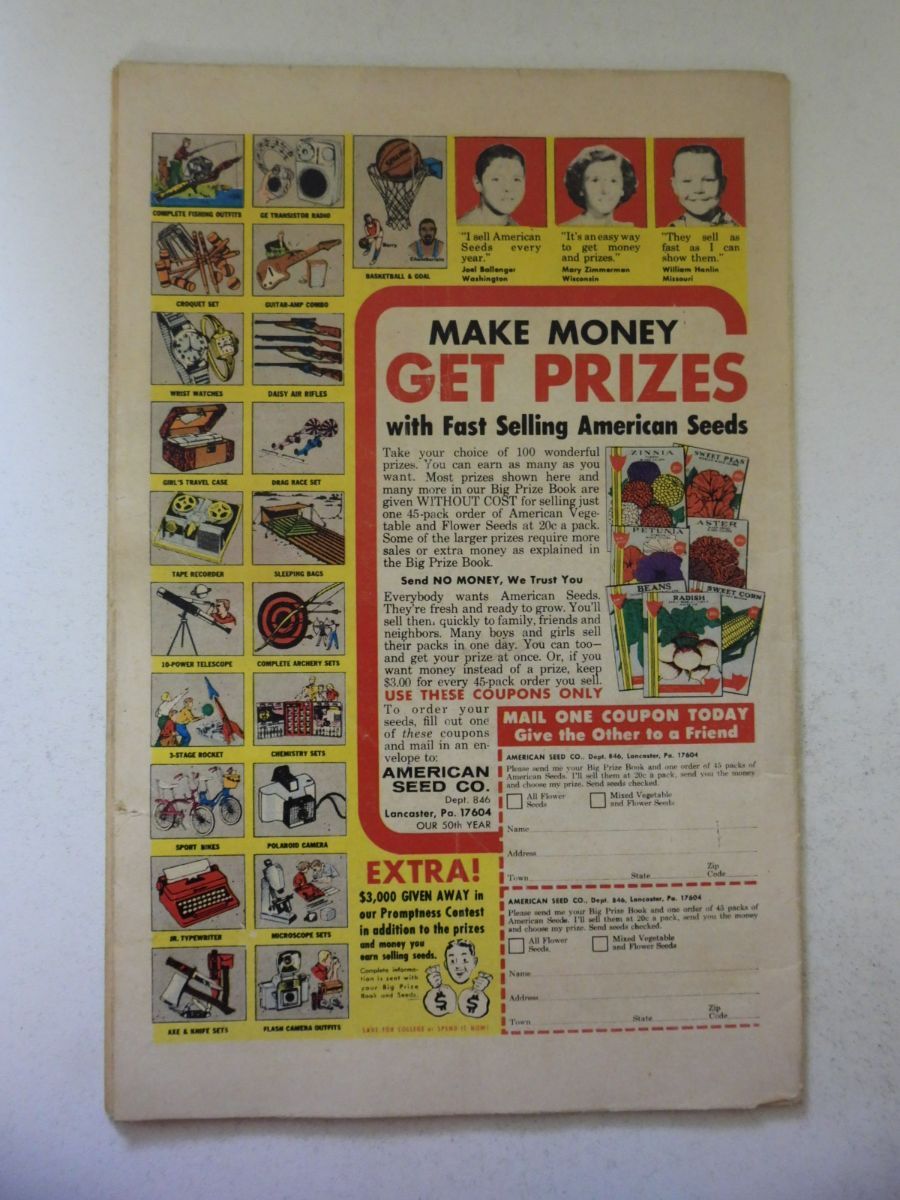 COMPLETE FISHING OUTFITS
GE TRANSISTOR RADIO
SPALDING
Barry
Chamberlain
BASKETBALL & GOAL
"I sell American
Seeds every
year."
Joel Ballenger
Washington
"It's an easy way
to get money
and prizes."
Mary Zimmerman
Wisconsin
"They sell as
fast as I can
show them."
William Hanlin
Missouri
CROQUET SET
GUITAR-AMP COMBO
WRIST WATCHES
DAISY AIR RIFLES
GIRL'S TRAVEL CASE
DRAG RACE SET
TAPE RECORDER
SLEEPING BAGS
10-POWER TELESCOPE
COMPLETE ARCHERY SETS
3-STAGE ROCKET
CHEMISTRY SETS
SPORT BIKES
POLAROID CAMERA
JR. TYPEWRITER
MICROSCOPE SETS
AXE & KNIFE SETS
FLASH CAMERA OUTFITS
MAKE MONEY
GET PRIZES
with Fast Selling American Seeds
Take your choice of 100 wonderful
prizes. You can earn as many as you
want. Most prizes shown here and
many more in our Big Prize Book are
given WITHOUT COST for selling just
one 45-pack order of American Vege-
table and Flower Seeds at 20c a pack.
Some of the larger prizes require more
sales or extra money as explained in
the Big Prize Book.
Send NO MONEY, We Trust You
Everybody wants American Seeds.
They're fresh and ready to grow. You'll
sell them quickly to family, friends and
neighbors. Many boys and girls sell
their packs in one day. You can too—
and get your prize at once. Or, if you
want money instead of a prize, keep
$3.00 for every 45-pack order you sell.
USE THESE COUPONS ONLY
ZINNIA
SWEET PEAS
PETUNIA
ASTER
BEANS
RADISH
SWEET CORN
To order your
seeds, fill out one
of these coupons
and mail in an en-
velope to:
AMERICAN
SEED CO.
Dept. 846
Lancaster, Pa. 17604
OUR 50th YEAR
MAIL ONE COUPON TODAY
Give the Other to a Friend
AMERICAN SEED CO., Dept. 846, Lancaster, Pa. 17604
Please send me your Big Prize Book and one order of 45 packs of
American Seeds. I'll sell them at 20c a pack, send you the money
and choose my prize. Send seeds checked.
All Flower
Seeds
Mixed Vegetable
and Flower Seeds
Name
Address
Town State Zip Code
AMERICAN SEED CO., Dept. 846, Lancaster, Pa. 17604
Please send me your Big Prize Book and one order of 45 packs of
American Seeds. I'll sell them at 20c a pack, send you the money
and choose my prize. Send seeds checked.
All Flower
Seeds.
Mixed Vegetable
and Flower Seeds
Name
Address
Town State Zip Code
EXTRA!
$3,000 GIVEN AWAY in
our Promptness Contest
in addition to the prizes
and money you
earn selling seeds.
Complete informa-
tion is sent with
your Big Prize
Book and Seeds.
$ $
SAVE FOR COLLEGE or SPEND IT NOW!